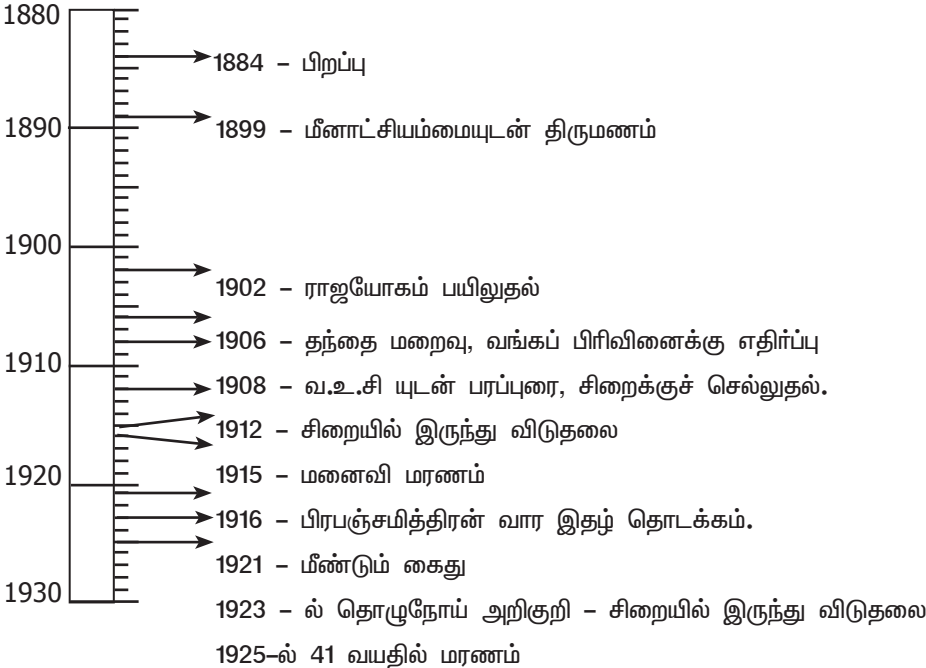 1880
1884 – பிறப்பு
1890
1899 – மீனாட்சியம்மையுடன் திருமணம்
1900
1902 – ராஜயோகம் பயிலுதல்
1906 – தந்தை மறைவு, வங்கப் பிரிவினைக்கு எதிர்ப்பு
1910
1908 – வ.உ.சி யுடன் பரப்புரை, சிறைக்குச் செல்லுதல்.
1912 – சிறையில் இருந்து விடுதலை
1915 – மனைவி மரணம்
1920
1916 – பிரபஞ்சமித்திரன் வார இதழ் தொடக்கம்.
1921 – மீண்டும் கைது
1930
1923 – ல் தொழுநோய் அறிகுறி – சிறையில் இருந்து விடுதலை
1925–ல் 41 வயதில் மரணம்